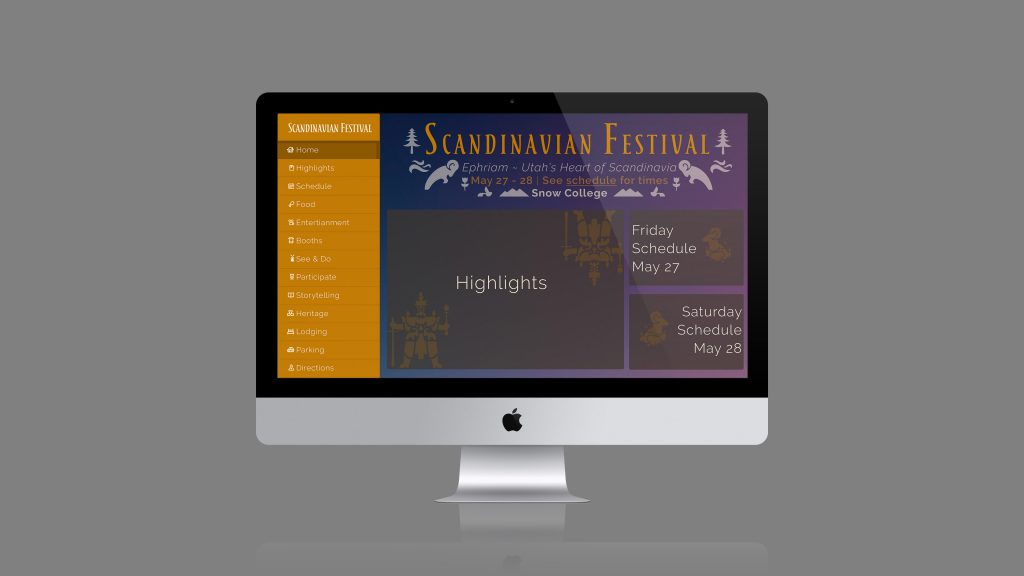 Scandinavian Festival
Home
Highlights
Schedule
Food
Entertianment
Booths
See & Do
Participate
Storytelling
Heritage
Lodging
Parking
Directions
Scandinavian Festival
Ephriam ~ Utah's Heart of Scandinavia
May 27 - 28 | See schedule for times
Snow College
Highlights
Friday
Schedule
May 27
Saturday
Schedule
May 28